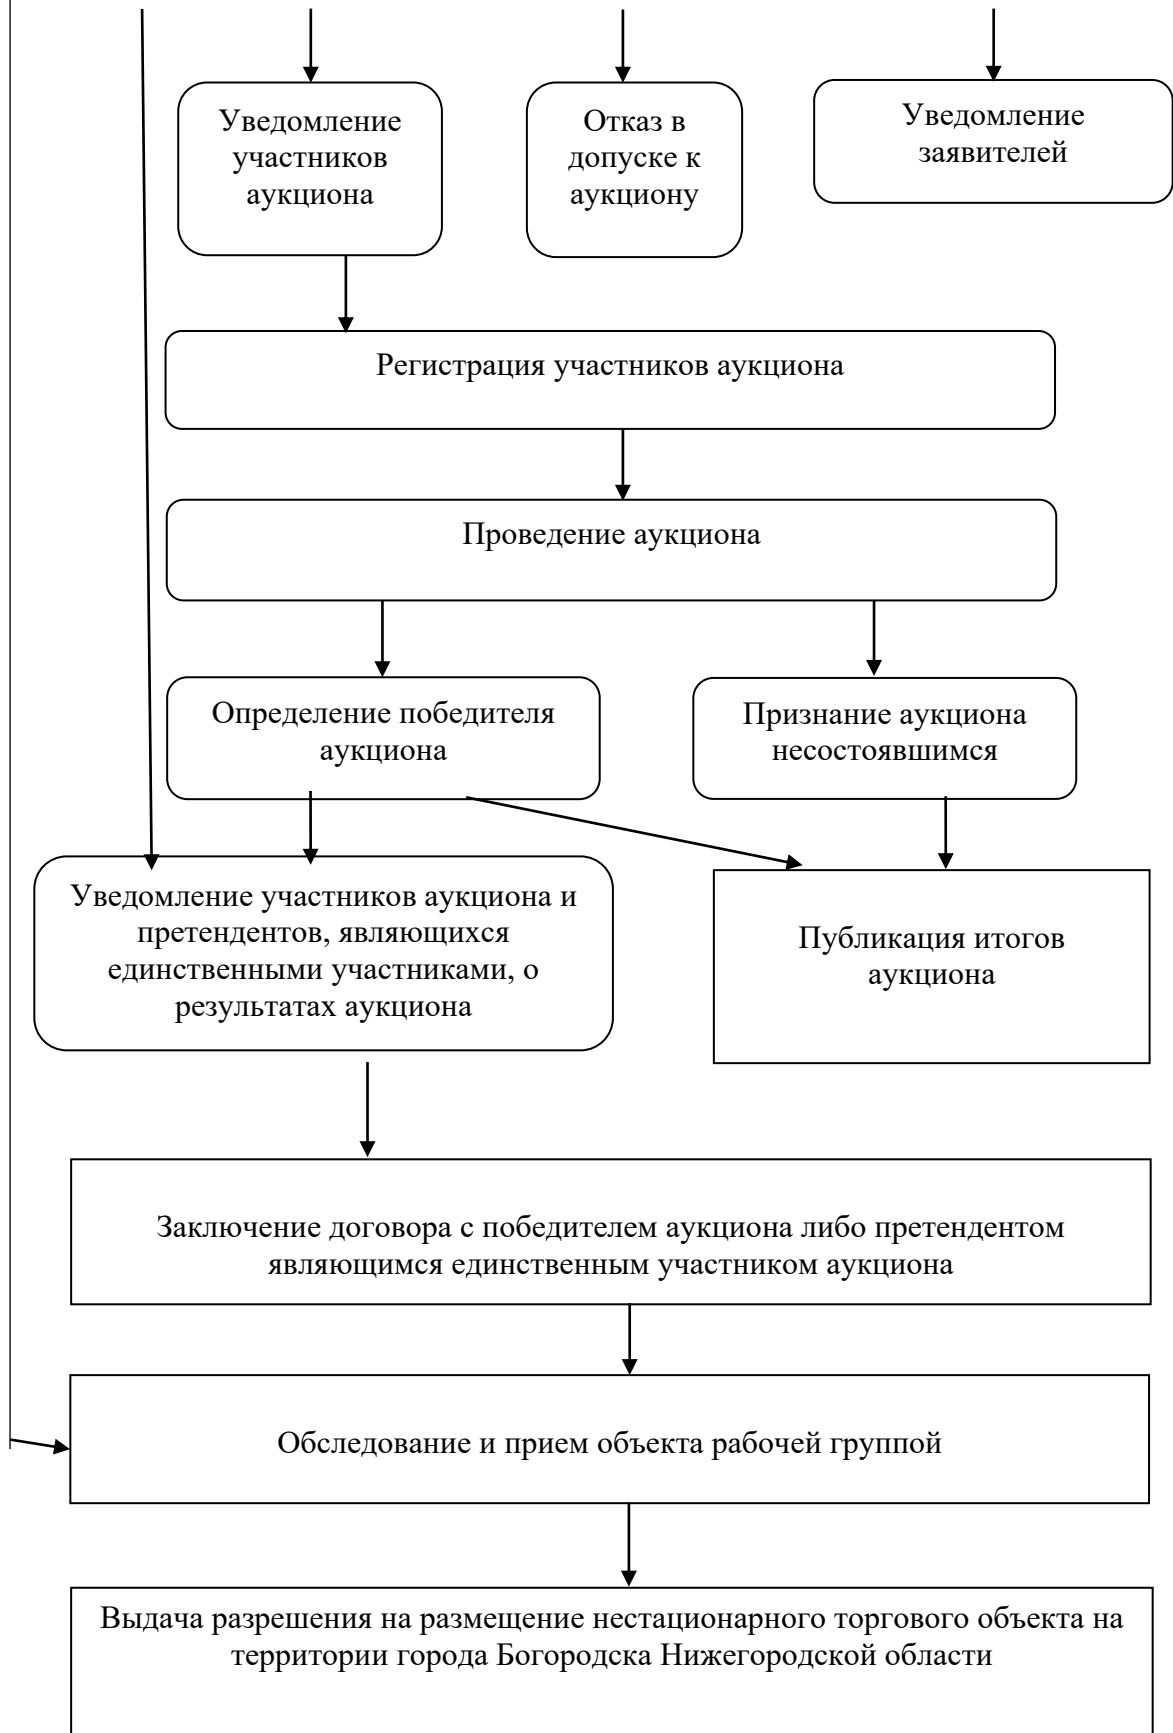 Уведомление
участников
аукциона
Отказ в
допуске к
аукциону
Уведомление
заявителей
Регистрация участников аукциона
Проведение аукциона
Определение победителя
аукциона
Признание аукциона
несостоявшимся
Уведомление участников аукциона и
претендентов, являющихся
единственными участниками, о
результатах аукциона
Публикация итогов
аукциона
Заключение договора с победителем аукциона либо претендентом
являющимся единственным участником аукциона
Обследование и прием объекта рабочей группой
Выдача разрешения на размещение нестационарного торгового объекта на
территории города Богородска Нижегородской области